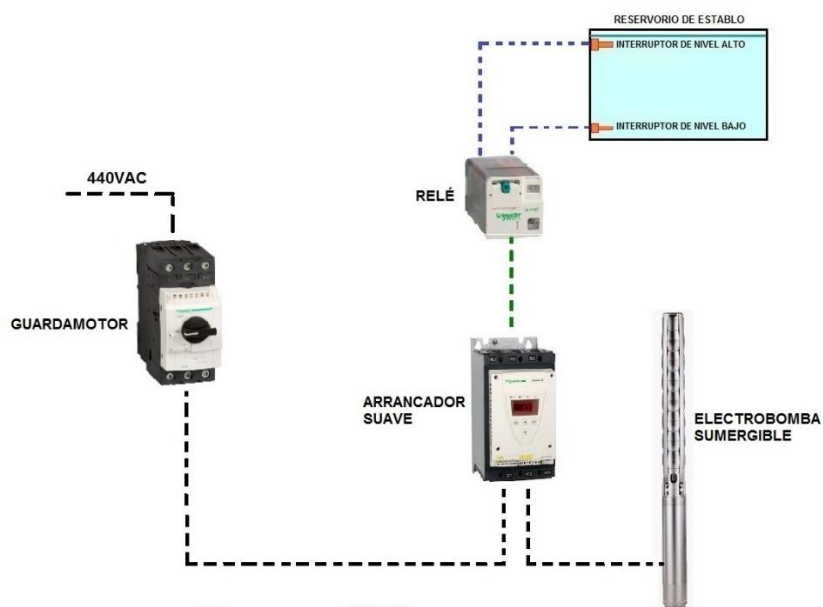 RESERVORIO DE ESTABLO
INTERRUPTOR DE NIVEL ALTO
INTERRUPTOR DE NIVEL BAJO
440VAC
RELÉ
GUARDAMOTOR
ARRANCADOR
SUAVE
ELECTROBOMBA
SUMERGIBLE